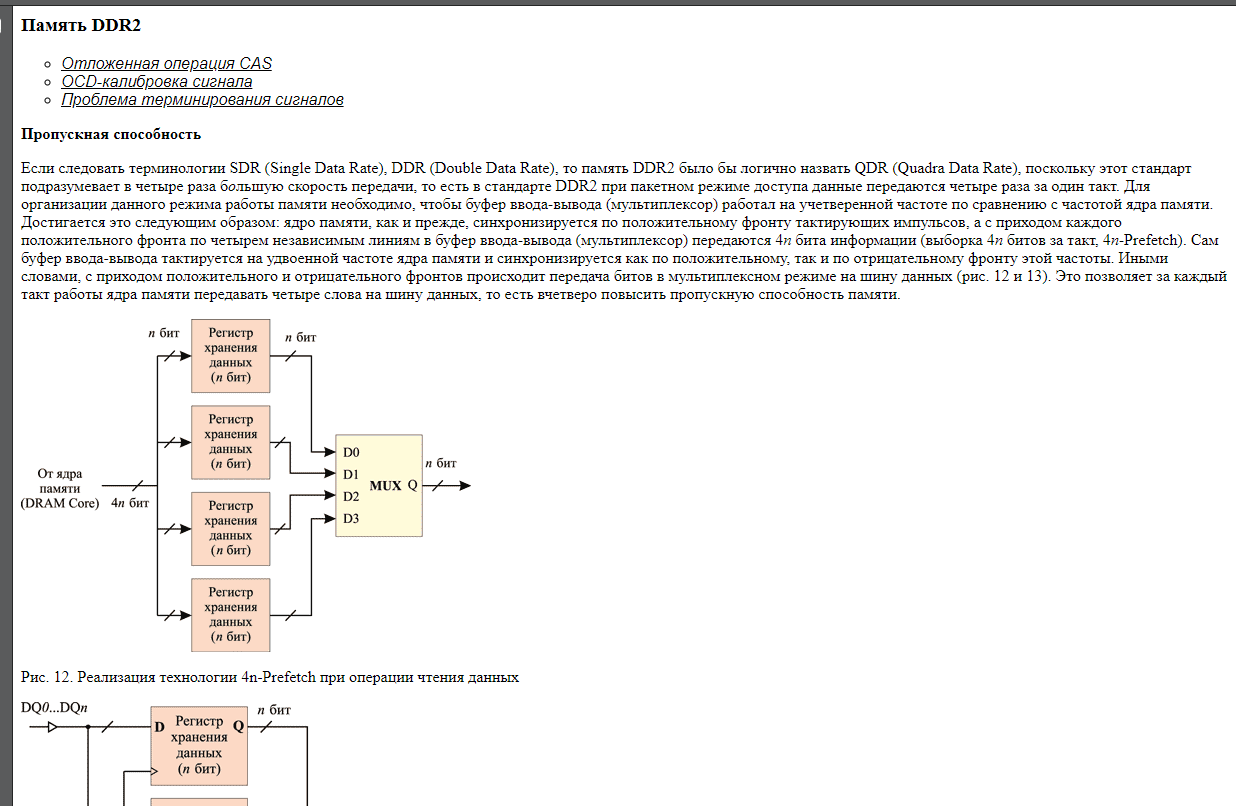 Память DDR2
Отложенная операция CAS
OCD-калибровка сигнала
Проблема терминирования сигналов
Пропускная способность
Если следовать терминологии SDR (Single Data Rate), DDR (Double Data Rate), то память DDR2 было бы логично назвать QDR (Quadra Data Rate), поскольку этот стандарт
подразумевает в четыре раза большую скорость передачи, то есть в стандарте DDR2 при пакетном режиме доступа данные передаются четыре раза за один такт. Для
организации данного режима работы памяти необходимо, чтобы буфер ввода-вывода (мультиплексор) работал на учетверенной частоте по сравнению с частотой ядра памяти.
Достигается это следующим образом: ядро памяти, как и прежде, синхронизируется по положительному фронту тактирующих импульсов, а с приходом каждого
положительного фронта по четырем независимым линиям в буфер ввода-вывода (мультиплексор) передаются 4n бита информации (выборка 4n битов за такт, 4n-Prefetch). Сам
буфер ввода-вывода тактируется на удвоенной частоте ядра памяти и синхронизируется как по положительному, так и по отрицательному фронту этой частоты. Иными
словами, с приходом положительного и отрицательного фронтов происходит передача битов в мультиплексном режиме на шину данных (рис. 12 и 13). Это позволяет за каждый
такт работы ядра памяти передавать четыре слова на шину данных, то есть вчетверо повысить пропускную способность памяти.
n бит
Регистр
хранения
данных
(n бит)
n бит
Регистр
хранения
данных
(n бит)
От ядра
памяти
(DRAM Core)
4n бит
D0
D1
D2
D3
MUX Q
n бит
Регистр
хранения
данных
(n бит)
Регистр
хранения
данных
(n бит)
Рис. 12. Реализация технологии 4n-Prefetch при операции чтения данных
DQ0...DQn
D
Регистр
хранения
данных
(n бит)
Q
n бит